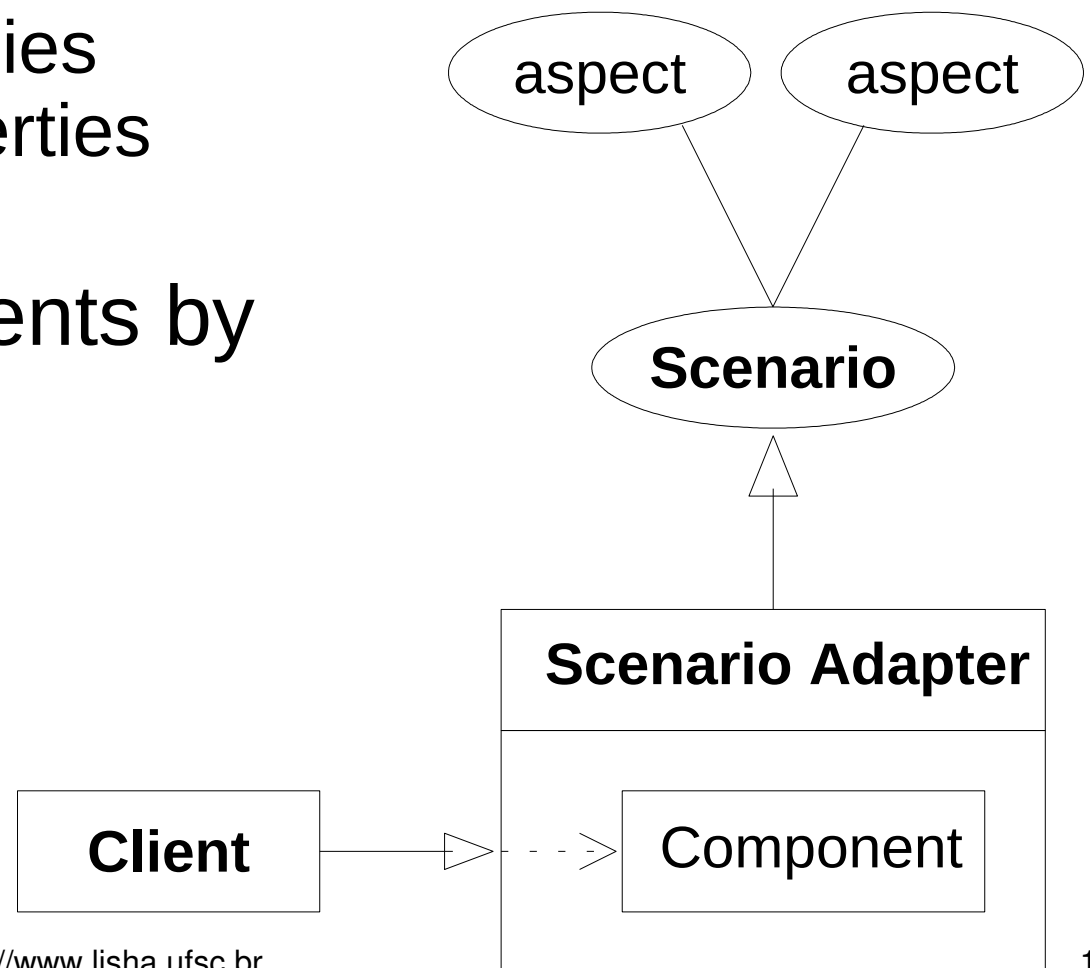 ies
erties
ents by
aspect
aspect
Scenario
Scenario Adapter
Client
Component
//www.lisha.ufsc.br